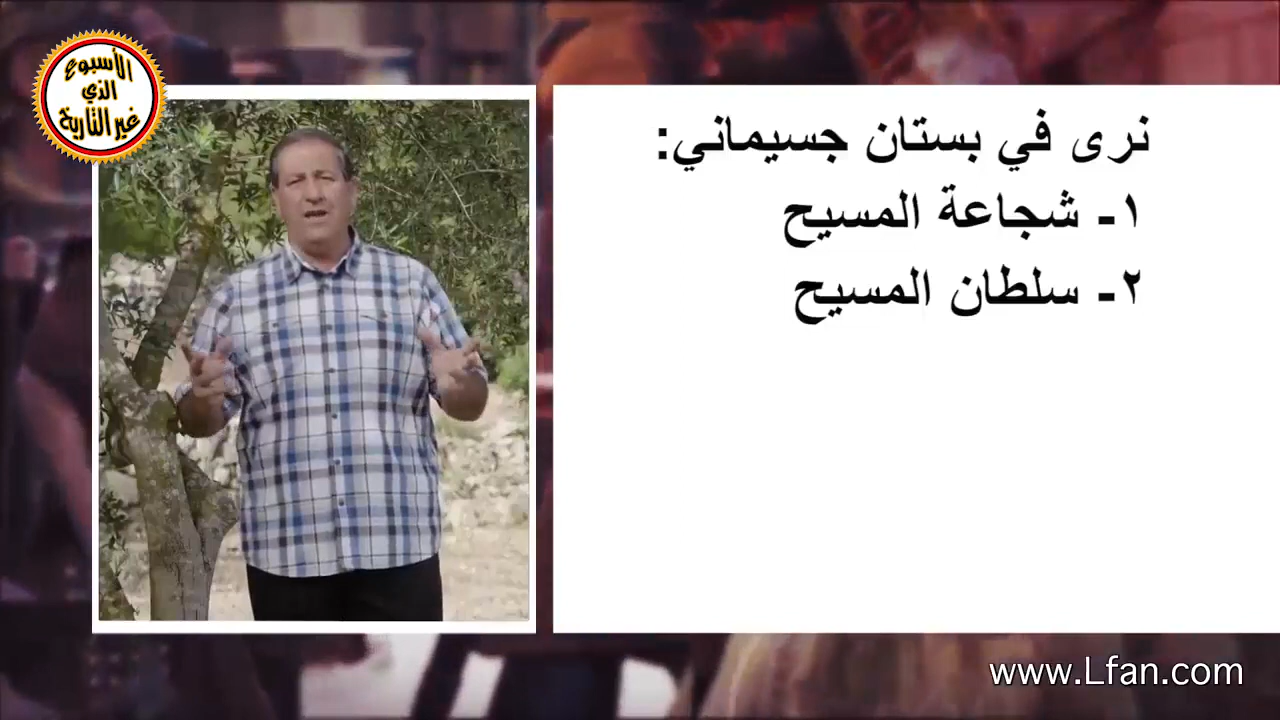 الأسبوع
الذي
غير التاريخ
نرى في بستان جسيماني:
١- شجاعة المسيح
٢- سلطان المسيح
www.Lfan.com